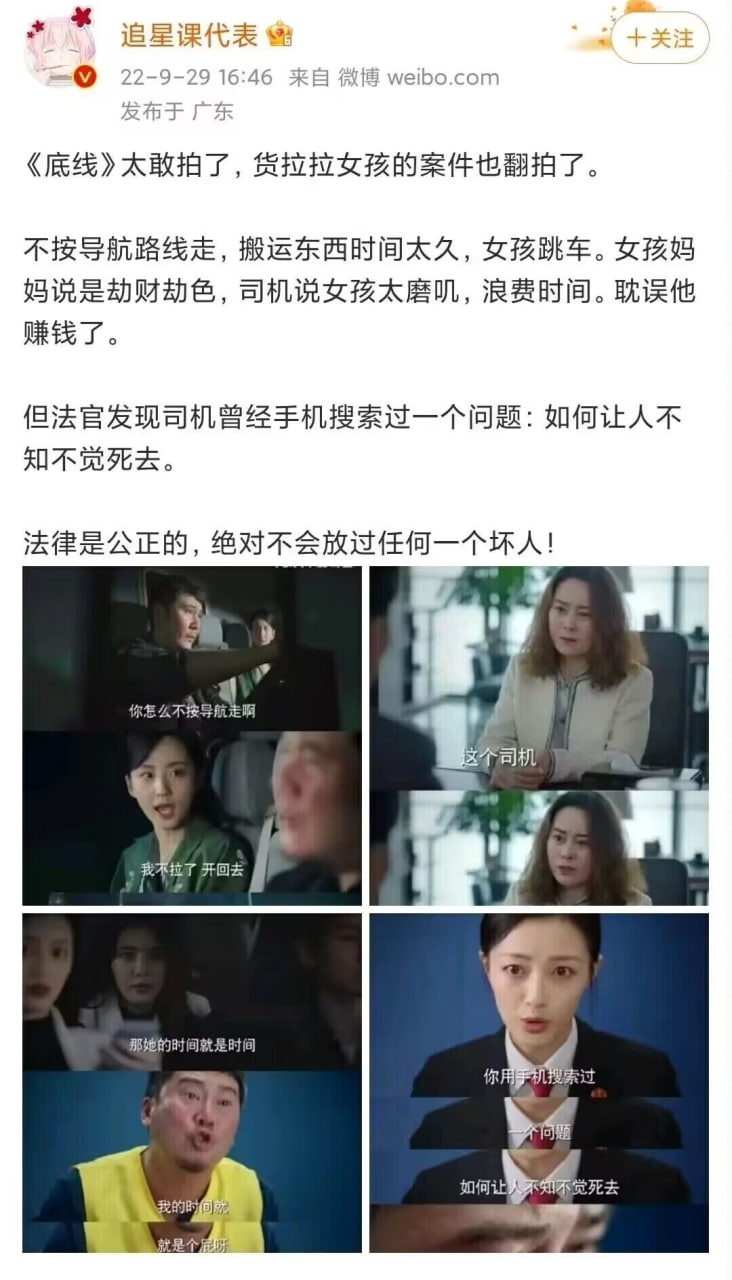 追星课代表
+关注
22-9-29 16:46 来自 微博 weibo.com
发布于 广东
《底线》太敢拍了，货拉拉女孩的案件也翻拍了。
不按导航路线走，搬运东西时间太久，女孩跳车。女孩妈
妈说是劫财劫色，司机说女孩太磨叽，浪费时间。耽误他
赚钱了。
但法官发现司机曾经手机搜索过一个问题：如何让人不
知不觉死去。
法律是公正的，绝对不会放过任何一个坏人！
你怎么不按导航走啊
我不拉了 开回去
这个司机
那她的时间就是时间
我的时间就
就是个屁呀
你用手机搜索过
一个问题
如何让人不知不觉死去